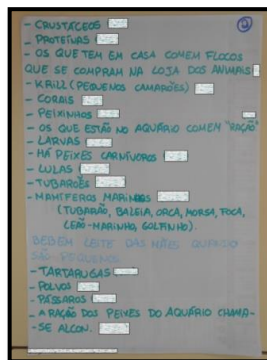 ②
- CRUSTÁCEOS
- PROTEÍNAS
- OS QUE TEM EM CASA COMEM FLOCOS
QUE SE COMPRAM NA LOJA DOS ANIMAIS
- KRILL (PEQUENOS CAMARÕES)
- CORAIS
- PEIXINHOS
- OS QUE ESTÃO NO AQUÁRIO COMEM "RAÇÃO"
- LARVAS
- HÁ PEIXES CARNÍVOROS
- LULAS
- TUBARÕES
- MAMÍFEROS MARINHOS
(TUBARÃO, BALEIA, ORCA, MORSA, FOCA,
LEÃO-MARINHO, GOLFINHO).
BEBEM LEITE DAS MÃES QUANDO
SÃO PEQUENOS
- TARTARUGAS
- POLVOS
- PÁSSAROS
- A RAÇÃO DOS PEIXES DO AQUÁRIO CHAMA-
-SE ALCON.